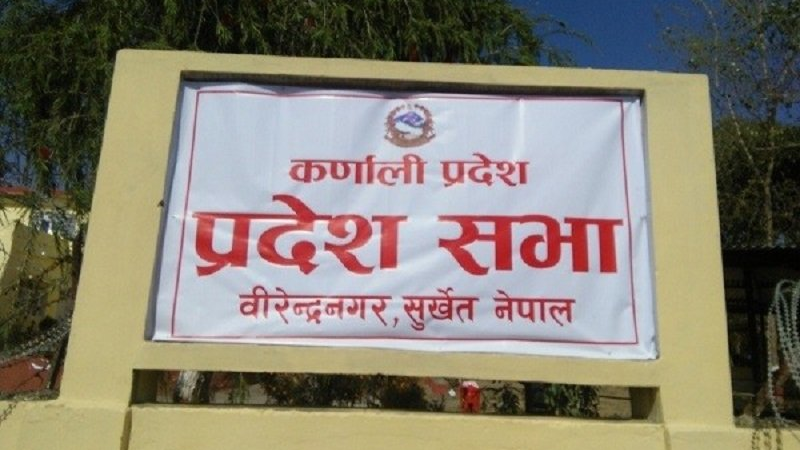 कर्णाली प्रदेश
प्रदेश सभा
वीरेन्द्रनगर, सुर्खेत नेपाल